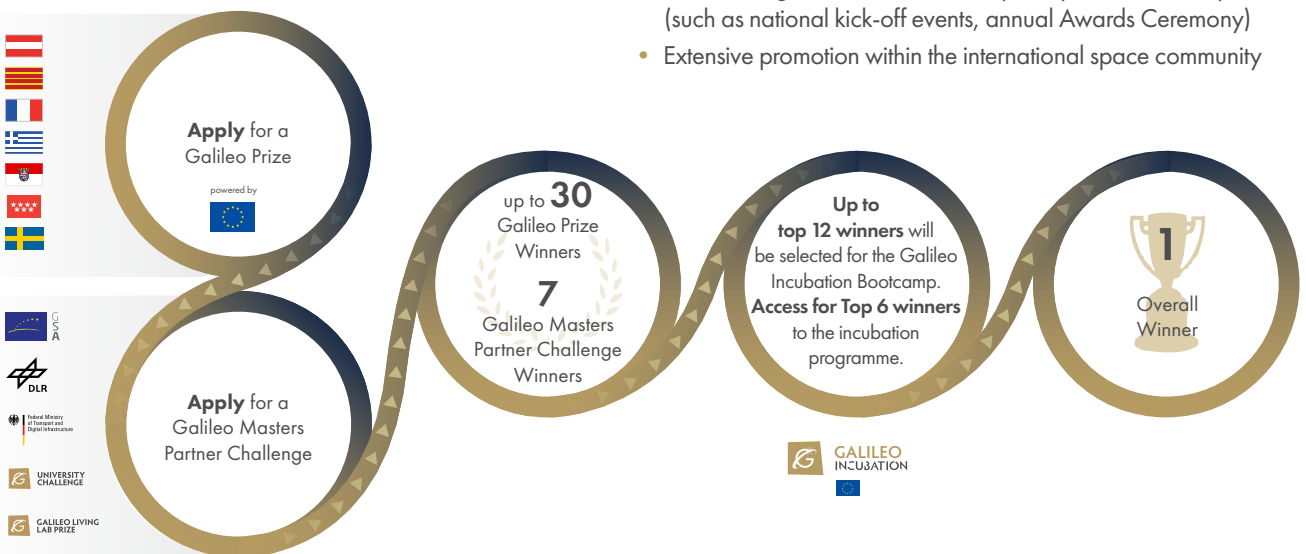 (such as national kick-off events, annual Awards Ceremony)
• Extensive promotion within the international space community
Apply for a
Galileo Prize
powered by
GSA
DLR
Federal Ministry
of Transport and
Digital Infrastructure
UNIVERSITY
CHALLENGE
GALILEO LIVING
LAB PRIZE
Apply for a
Galileo Masters
Partner Challenge
up to 30
Galileo Prize
Winners
7
Galileo Masters
Partner Challenge
Winners
Up to
top 12 winners will
be selected for the Galileo
Incubation Bootcamp.
Access for Top 6 winners
to the incubation
programme.
G
GALILEO
INCUBATION
1
Overall
Winner